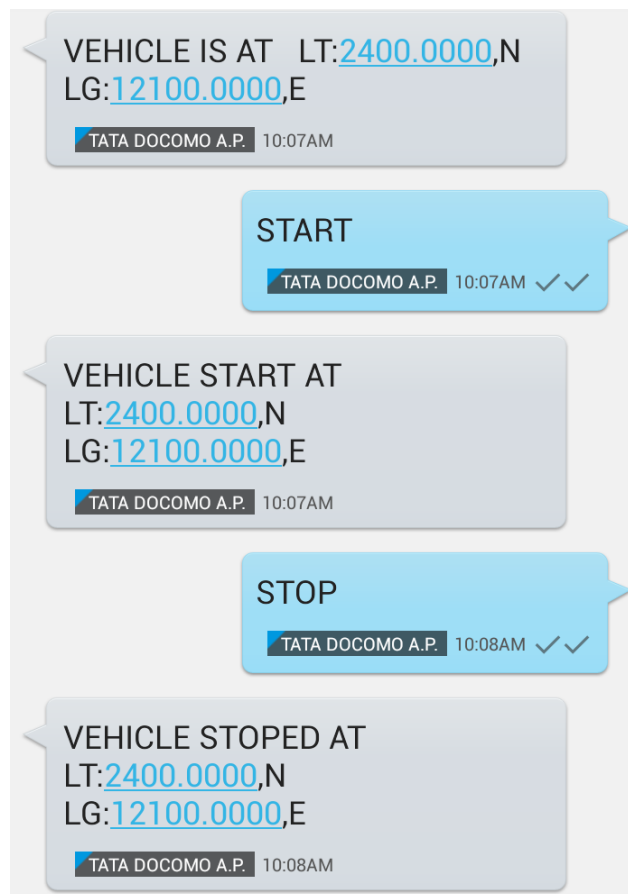 VEHICLE IS AT   LT:2400.0000,N
LG:12100.0000,E
TATA DOCOMO A.P. 10:07AM
START
TATA DOCOMO A.P. 10:07AM
VEHICLE START AT
LT:2400.0000,N
LG:12100.0000,E
TATA DOCOMO A.P. 10:07AM
STOP
TATA DOCOMO A.P. 10:08AM
VEHICLE STOPED AT
LT:2400.0000,N
LG:12100.0000,E
TATA DOCOMO A.P. 10:08AM